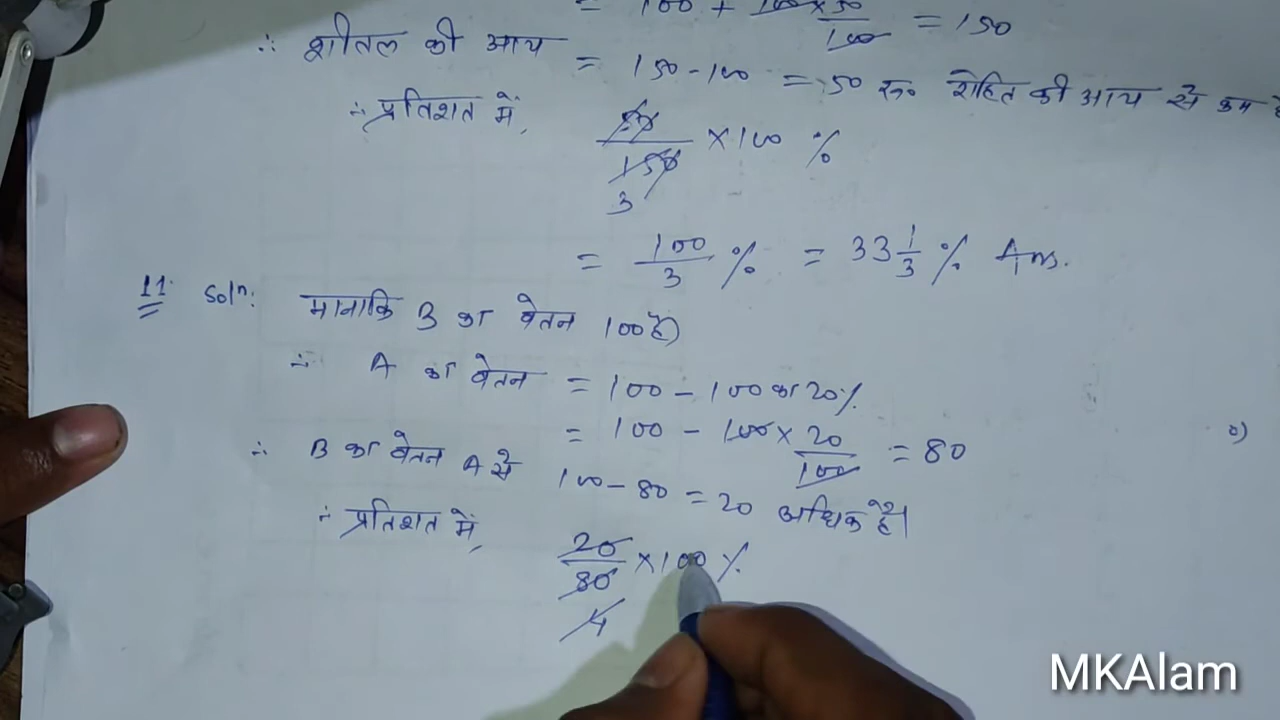 = 100 + 100×50/100 = 150
∴ शीतल की आय = 150-100 = 50 रु० रोहित की आय से कम है
∴ प्रतिशत में, 50/150 ×100 %
3
= 100/3 % = 33 1/3 % Ans.
11. Solⁿ: मानाकि B का वेतन 100 है।
∴ A का वेतन = 100 - 100 का 20%
= 100 - 100 × 20/100 = 80
∴ B का वेतन A से 100-80 = 20 अधिक है।
∴ प्रतिशत में, 20/80 ×100 %
4
MKAlam